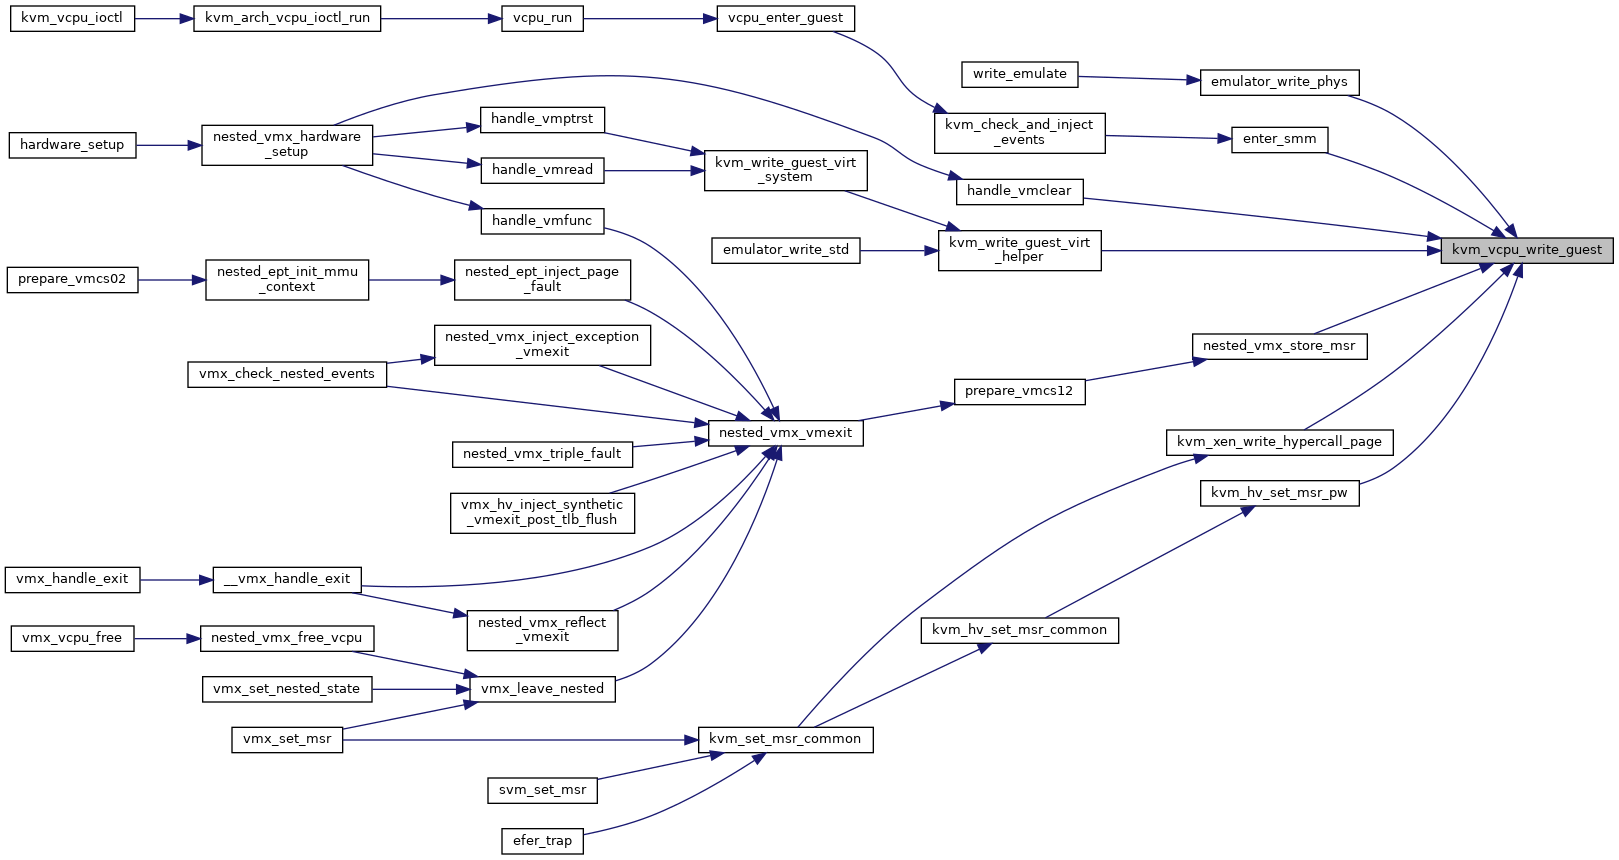 kvm_vcpu_ioctl
kvm_arch_vcpu_ioctl_run
vcpu_run
vcpu_enter_guest
write_emulate
emulator_write_phys
kvm_check_and_inject
_events
enter_smm
hardware_setup
nested_vmx_hardware
_setup
handle_vmptrst
handle_vmread
handle_vmfunc
kvm_write_guest_virt
_system
handle_vmclear
emulator_write_std
kvm_write_guest_virt
_helper
kvm_vcpu_write_guest
prepare_vmcs02
nested_ept_init_mmu
_context
nested_ept_inject_page
_fault
nested_vmx_inject_exception
_vmexit
vmx_check_nested_events
nested_vmx_store_msr
prepare_vmcs12
nested_vmx_vmexit
kvm_xen_write_hypercall_page
nested_vmx_triple_fault
kvm_hv_set_msr_pw
vmx_hv_inject_synthetic
_vmexit_post_tlb_flush
vmx_handle_exit
__vmx_handle_exit
nested_vmx_reflect
_vmexit
vmx_vcpu_free
nested_vmx_free_vcpu
kvm_hv_set_msr_common
vmx_set_nested_state
vmx_leave_nested
vmx_set_msr
kvm_set_msr_common
svm_set_msr
efer_trap